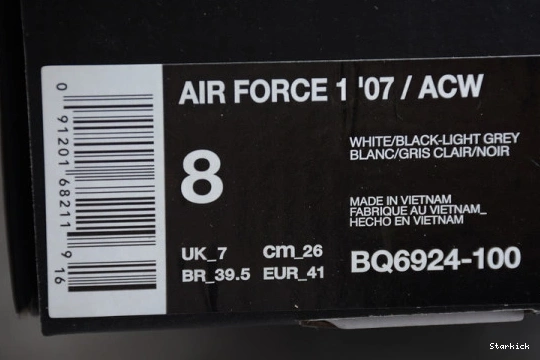 AIR FORCE 1 '07 / ACW
0 91201 68211 9 16
8
WHITE/BLACK-LIGHT GREY
BLANC/GRIS CLAIR/NOIR
MADE IN VIETNAM
FABRIQUE AU VIETNAM_
HECHO EN VIETNAM
UK_7 cm_26
BR_39.5 EUR_41
BQ6924-100
Starkick